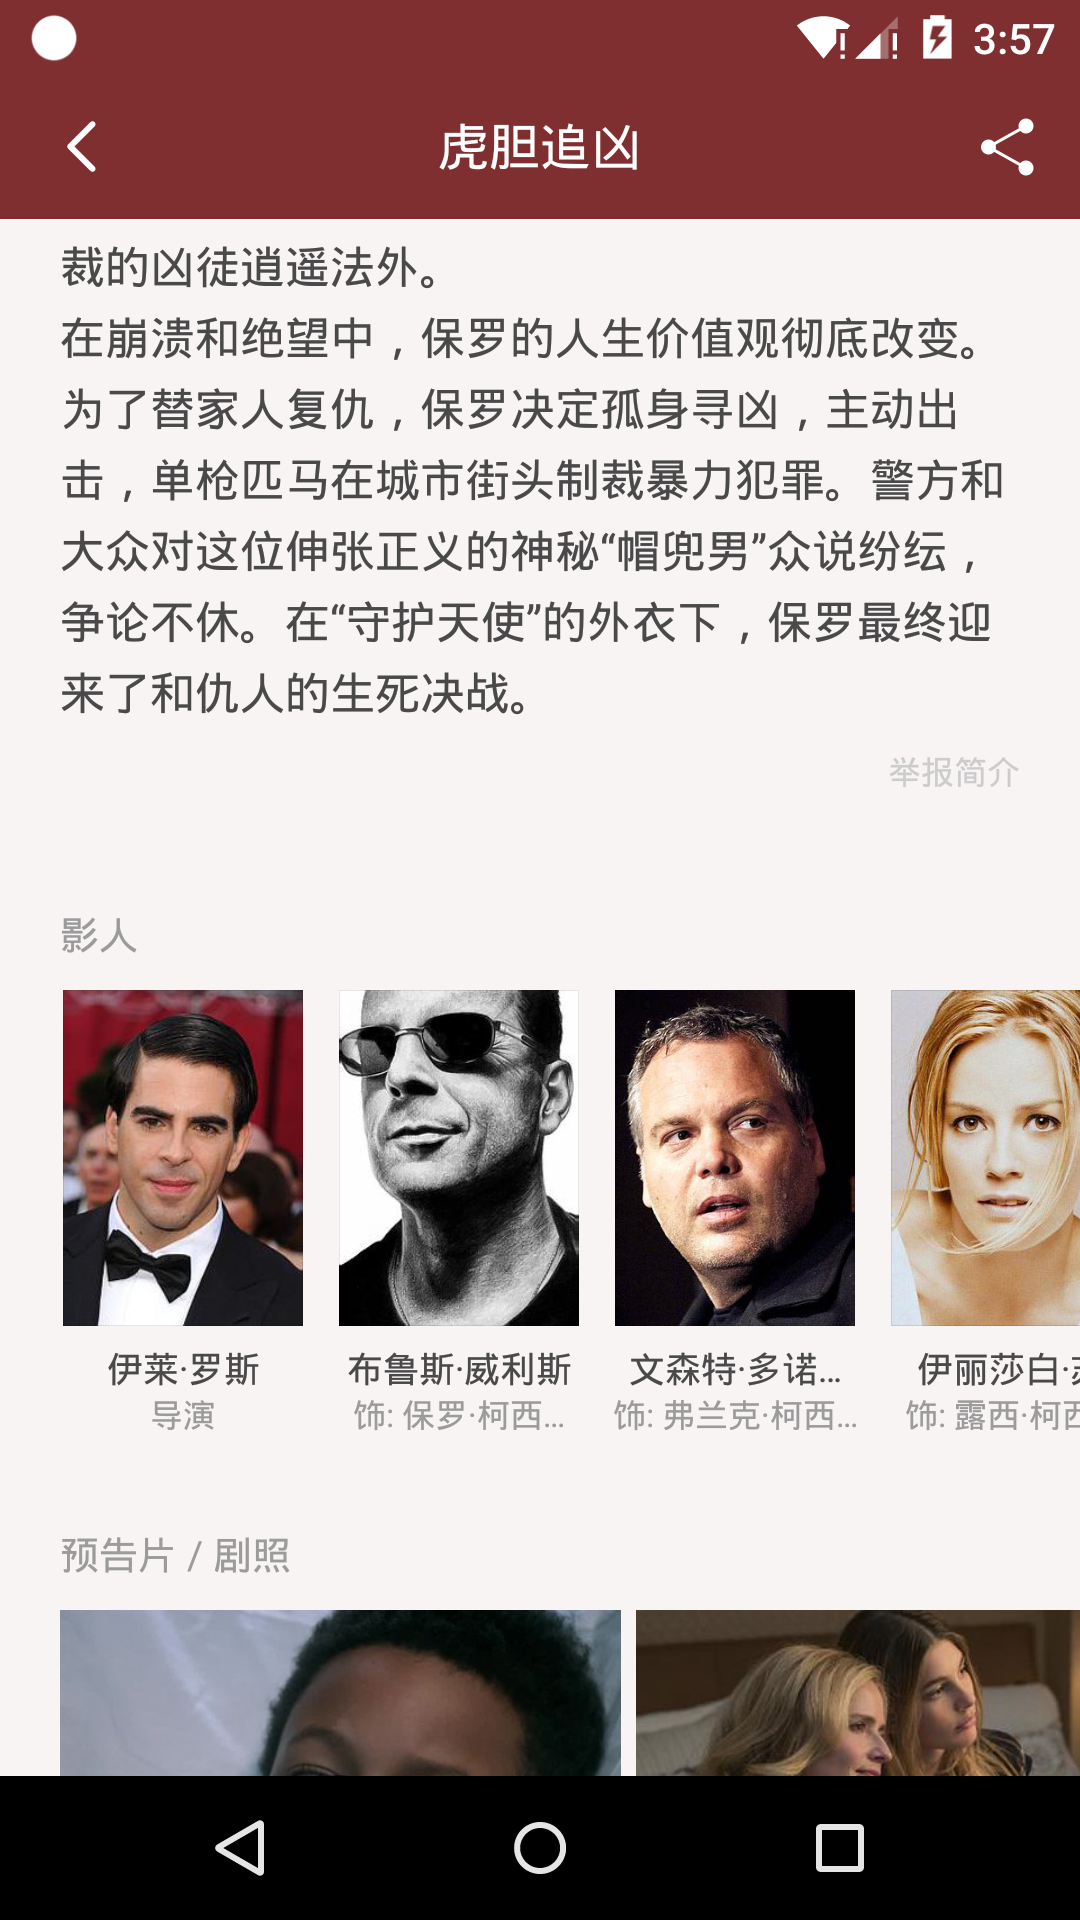 3:57
虎胆追凶
裁的凶徒逍遥法外。
在崩溃和绝望中，保罗的人生价值观彻底改变。
为了替家人复仇，保罗决定孤身寻凶，主动出
击，单枪匹马在城市街头制裁暴力犯罪。警方和
大众对这位伸张正义的神秘“帽兜男”众说纷纭，
争论不休。在“守护天使”的外衣下，保罗最终迎
来了和仇人的生死决战。
举报简介
影人
伊莱·罗斯
导演
布鲁斯·威利斯
饰: 保罗·柯西...
文森特·多诺...
饰: 弗兰克·柯西...
伊丽莎白·
饰: 露西·柯西
预告片 / 剧照